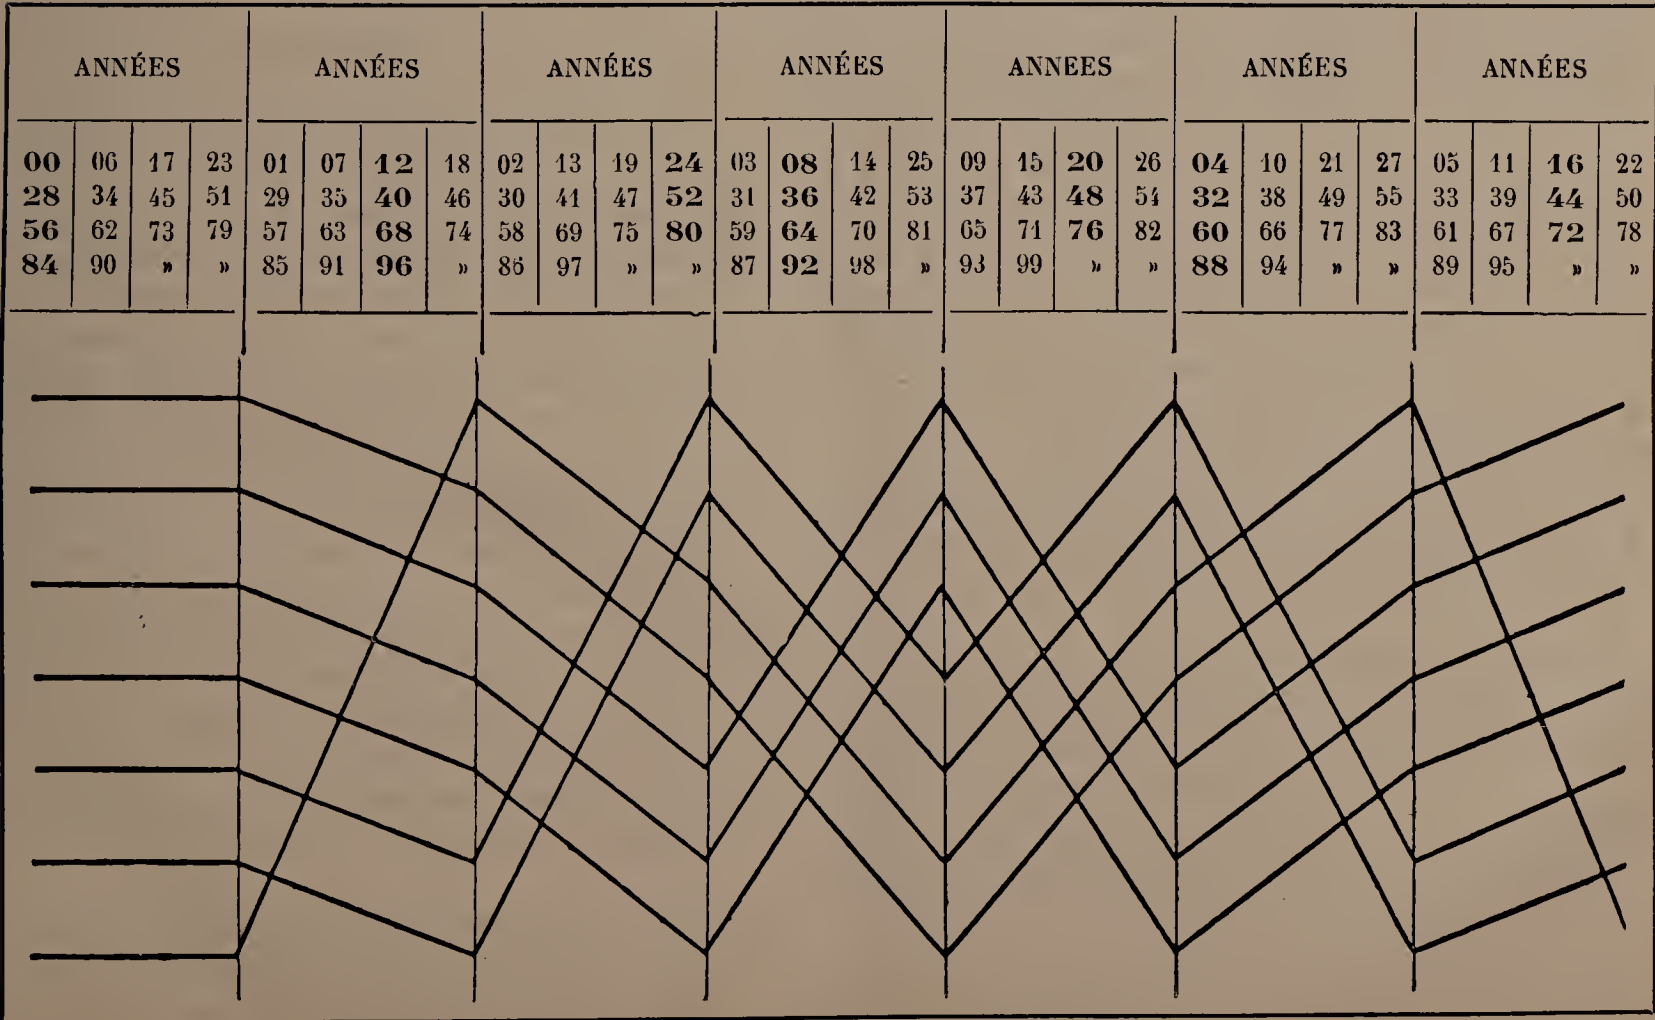 ANNÉES ANNÉES ANNÉES ANNÉES ANNEES ANNÉES ANNÉES
00 06 17 23 01 07 12 18 02 13 19 24 03 08 14 25 09 15 20 26 04 10 21 27 05 11 16 22
28 34 45 51 29 35 40 46 30 41 47 52 31 36 42 53 37 43 48 54 32 38 49 55 33 39 44 50
56 62 73 79 57 63 68 74 58 69 75 80 59 64 70 81 65 71 76 82 60 66 77 83 61 67 72 78
84 90 » » 85 91 96 » 86 97 » » 87 92 98 » 93 99 » » 88 94 » » 89 95 » »